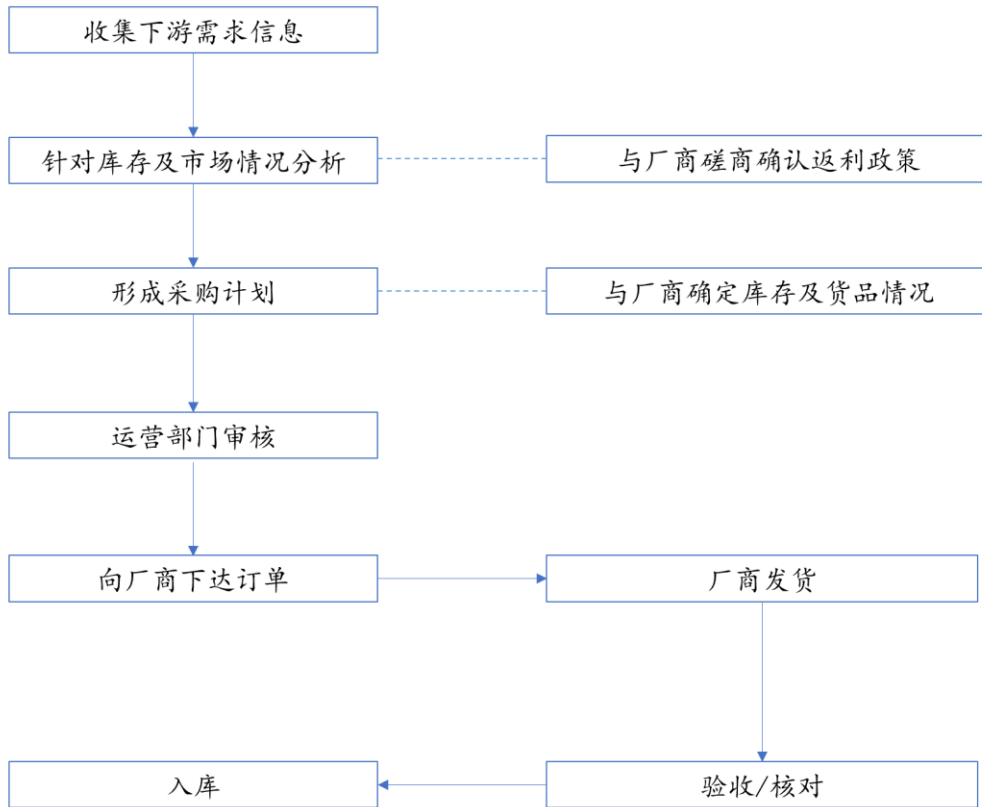 收集下游需求信息
针对库存及市场情况分析
与厂商磋商确认返利政策
形成采购计划
与厂商确定库存及货品情况
运营部门审核
向厂商下达订单
厂商发货
入库
验收/核对